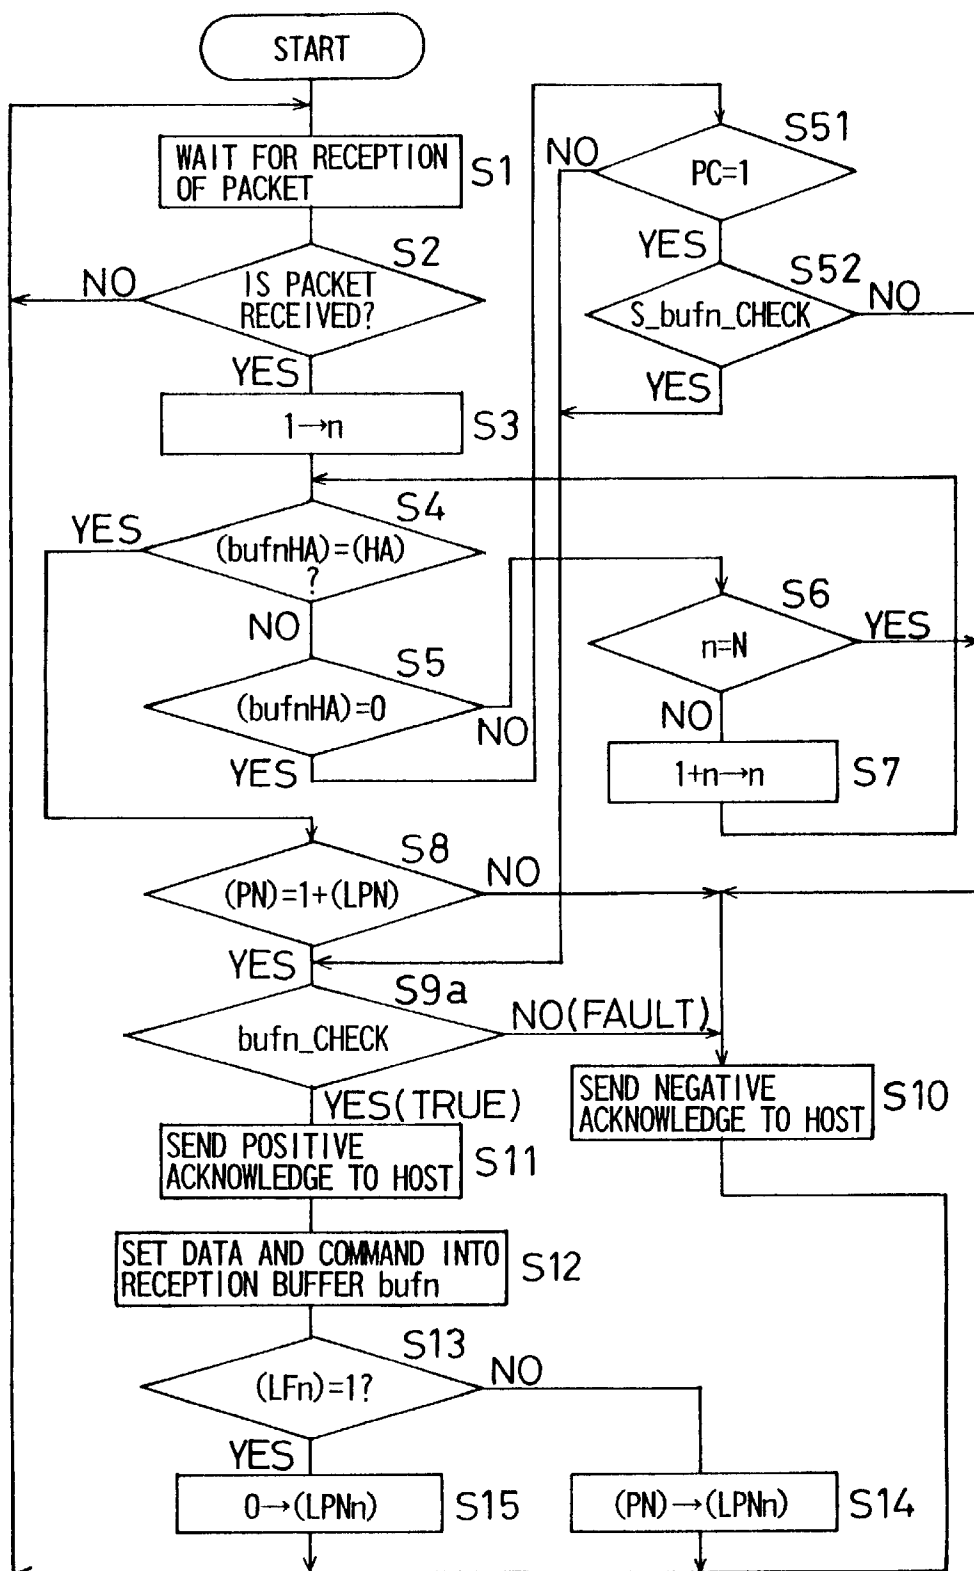 START
WAIT FOR RECEPTION
OF PACKET
S1
S2
NO
IS PACKET
RECEIVED?
YES
1→n
S3
S4
YES
(bufnHA)=(HA)
?
NO
S5
(bufnHA)=0
NO
YES
S51
NO
PC=1
YES
S52
NO
S_bufn_CHECK
YES
S6
n=N
YES
NO
1+n→n
S7
S8
NO
(PN)=1+(LPN)
YES
S9a
bufn_CHECK
NO(FAULT)
YES(TRUE)
SEND NEGATIVE
ACKNOWLEDGE TO HOST
S10
SEND POSITIVE
ACKNOWLEDGE TO HOST
S11
SET DATA AND COMMAND INTO
RECEPTION BUFFER bufn
S12
S13
NO
(LFn)=1?
YES
0→(LPNn)
S15
(PN)→(LPNn)
S14